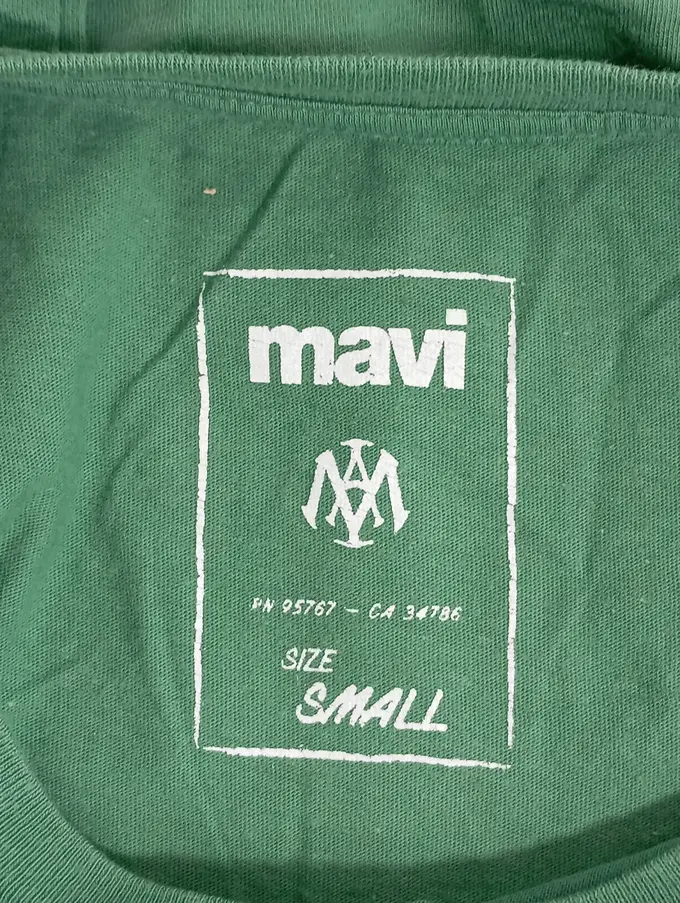 mavi
RN 95767 – CA 34786
SIZE
SMALL